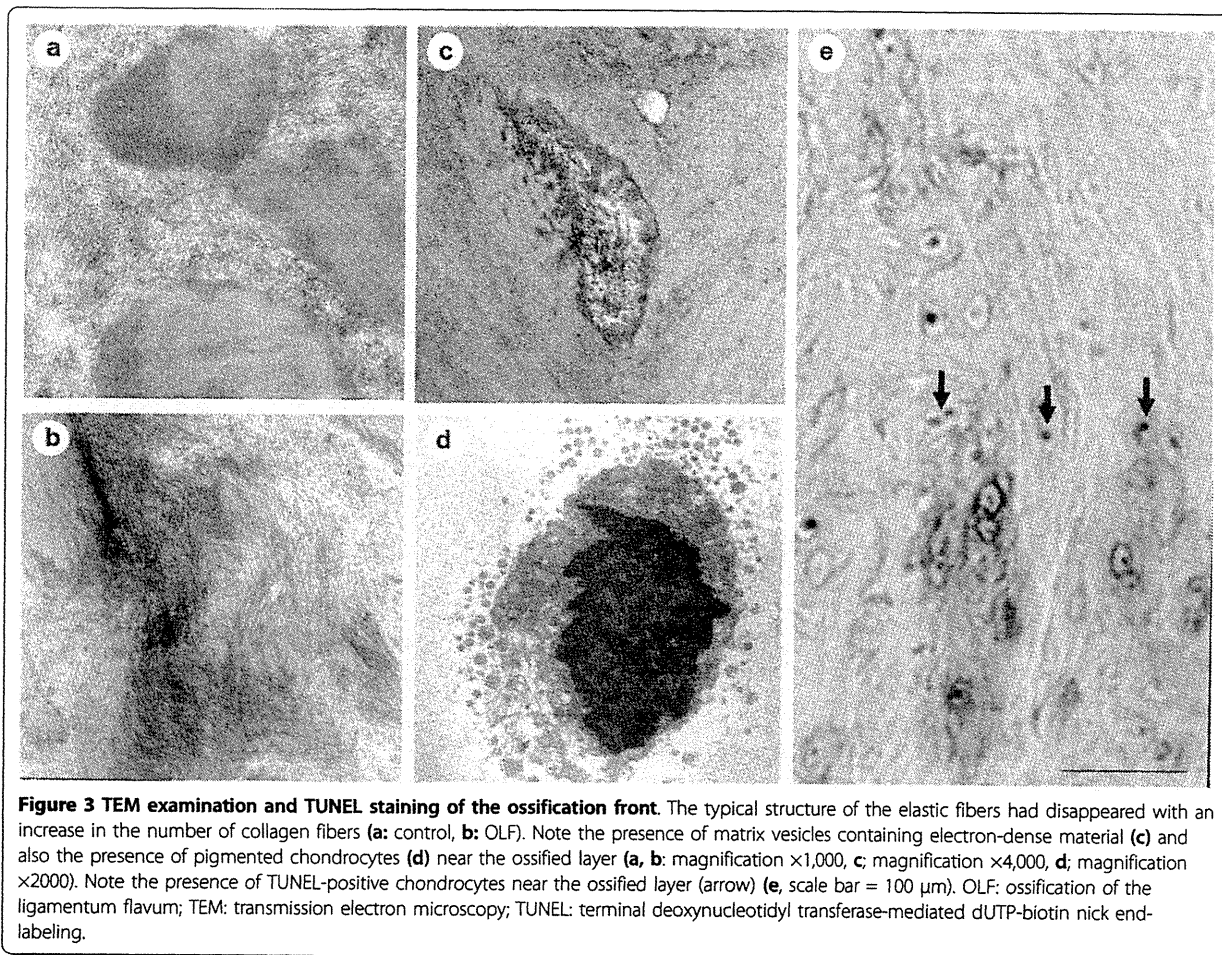 a
c
e
b
d
Figure 3 TEM examination and TUNEL staining of the ossification front. The typical structure of the elastic fibers had disappeared with an
increase in the number of collagen fibers (a: control, b: OLF). Note the presence of matrix vesicles containing electron-dense material (c) and
also the presence of pigmented chondrocytes (d) near the ossified layer (a, b: magnification ×1,000, c; magnification ×4,000, d; magnification
×2000). Note the presence of TUNEL-positive chondrocytes near the ossified layer (arrow) (e, scale bar = 100 μm). OLF: ossification of the
ligamentum flavum; TEM: transmission electron microscopy; TUNEL: terminal deoxynucleotidyl transferase-mediated dUTP-biotin nick end-
labeling.